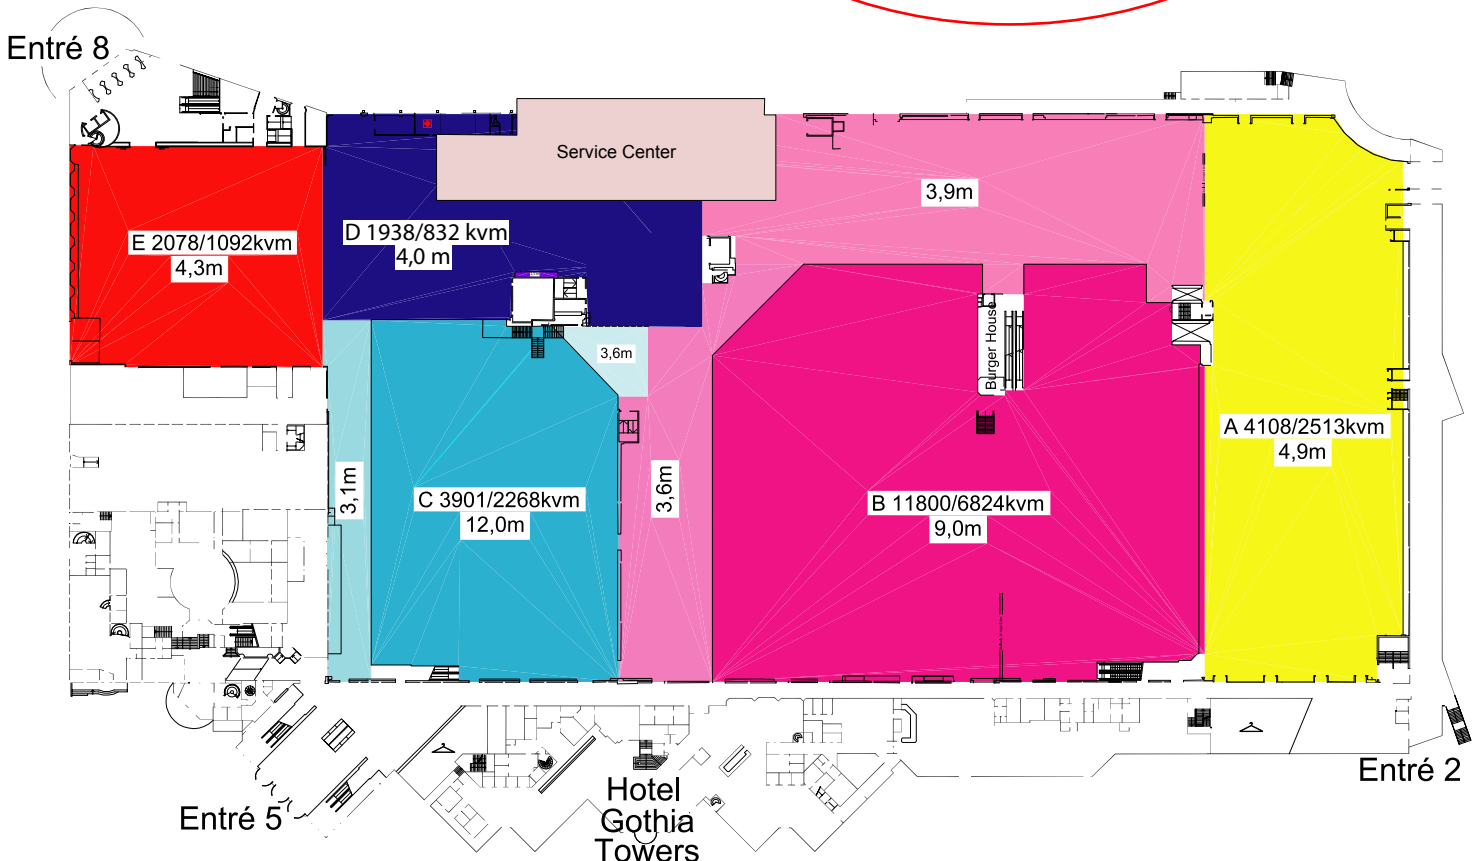 Entré 8
Service Center
3,9m
E 2078/1092kvm
4,3m
D 1938/832 kvm
4,0 m
3,6m
Burger House
A 4108/2513kvm
4,9m
3,1m
C 3901/2268kvm
12,0m
3,6m
B 11800/6824kvm
9,0m
Entré 2
Entré 5
Hotel
Gothia
Towers